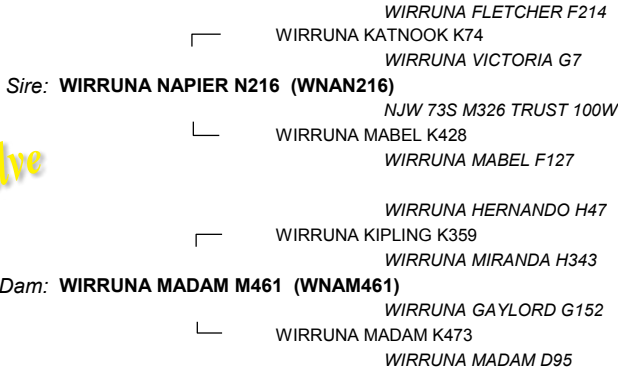 WIRRUNA FLETCHER F214
WIRRUNA KATNOOK K74
WIRRUNA VICTORIA G7
Sire: WIRRUNA NAPIER N216 (WNAN216)
NJW 73S M326 TRUST 100W
WIRRUNA MABEL K428
WIRRUNA MABEL F127
WIRRUNA HERNANDO H47
WIRRUNA KIPLING K359
WIRRUNA MIRANDA H343
Dam: WIRRUNA MADAM M461 (WNAM461)
WIRRUNA GAYLORD G152
WIRRUNA MADAM K473
WIRRUNA MADAM D95